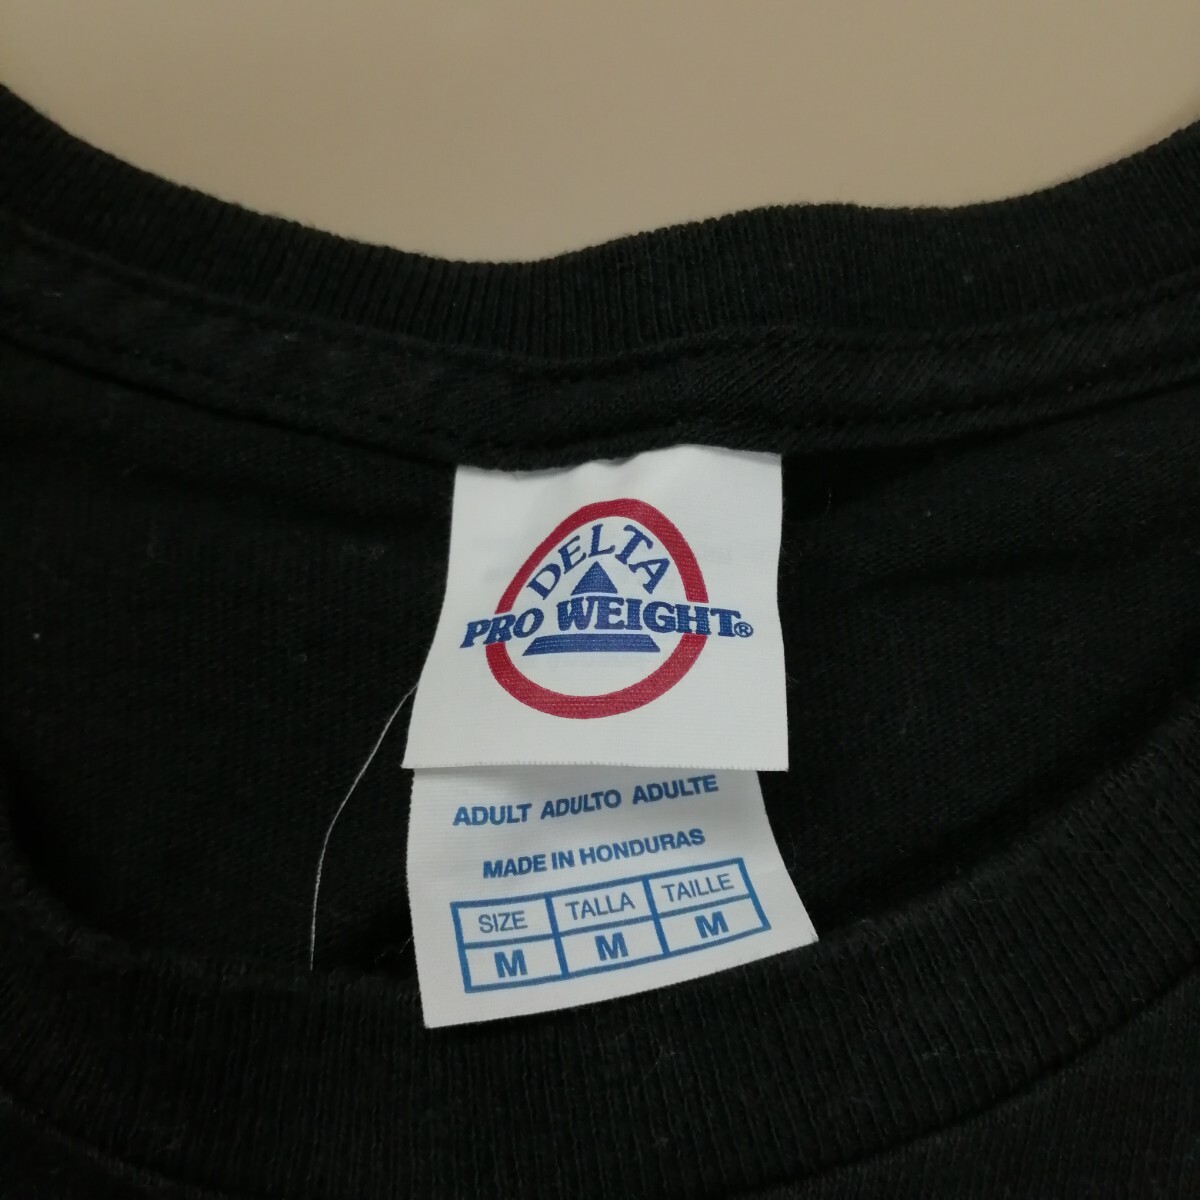 DELTA
PRO WEIGHT®
ADULT ADULTO ADULTE
MADE IN HONDURAS
SIZE TALLA TAILLE
M M M